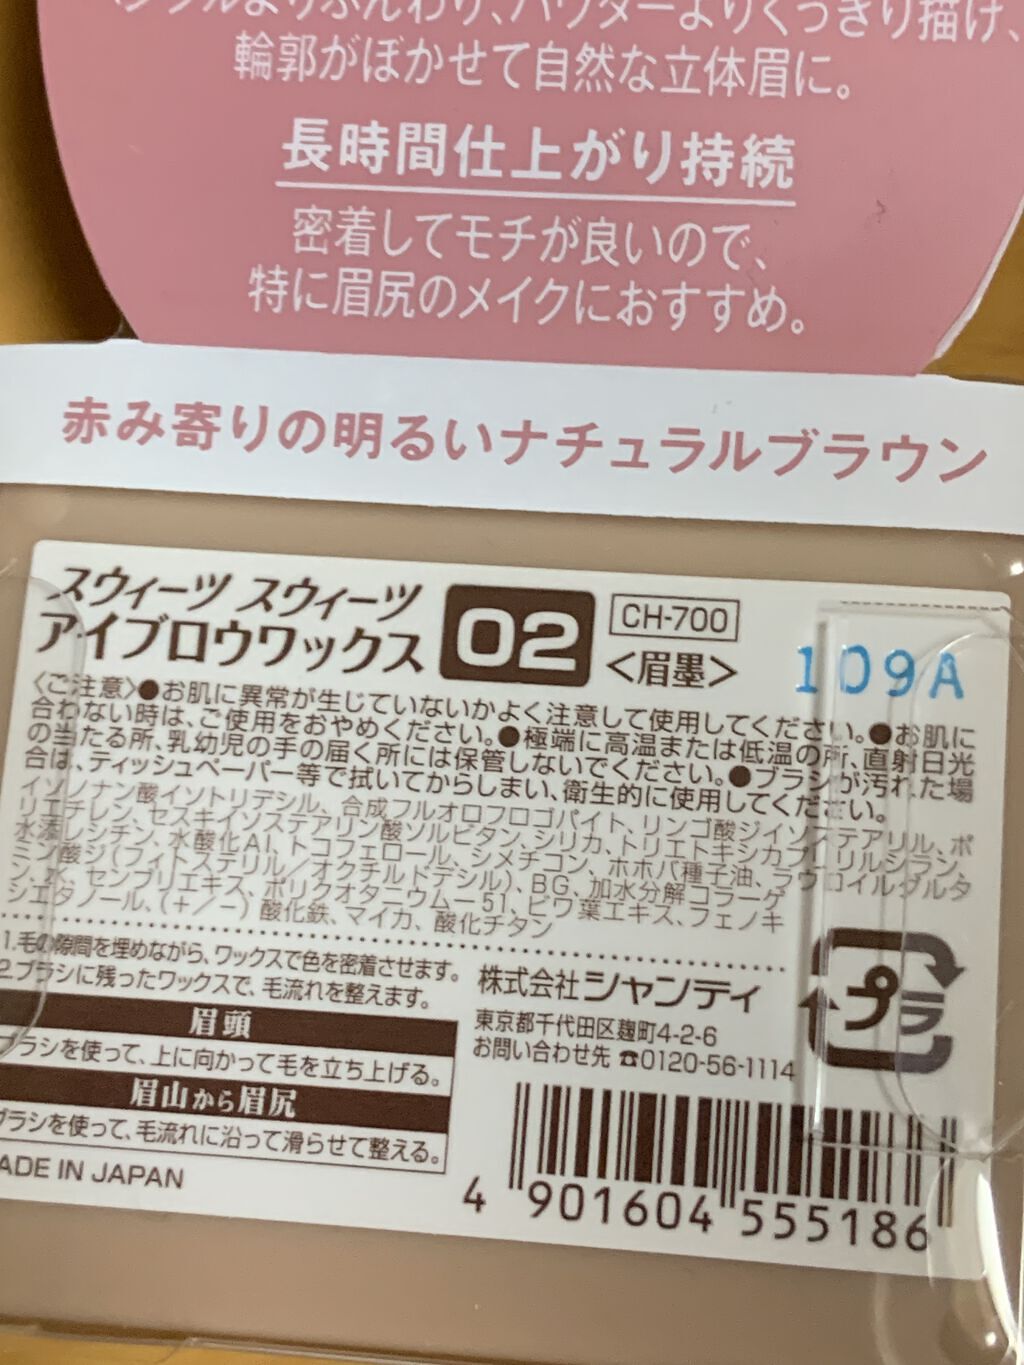 よりふんわり、パウダーよりくっきり描け、
輪郭がぼかせて自然な立体眉に。
長時間仕上がり持続
密着してモチが良いので、
特に眉尻のメイクにおすすめ。
赤み寄りの明るいナチュラルブラウン
スウィーツ スウィーツ
アイブロウワックス 02 CH-700
<眉墨> 109A
〈ご注意〉●お肌に異常が生じていないかよく注意して使用してください。●お肌に
合わない時は、ご使用をおやめください。●極端に高温または低温の所、直射日光
の当たる所、乳幼児の手の届く所には保管しないでください。●ブラシが汚れた場
合は、ティッシュペーパー等で拭いてからしまい、衛生的に使用してください。
イソノナン酸イソトリデシル、合成フルオロフロゴパイト、リンゴ酸ジイソステアリル、ポ
リエチレン、セスキイソステアリン酸ソルビタン、シリカ、トリエトキシカプリリルシラン、
水添レシチン、水酸化Al、トコフェロール、シメチコン、ホホバ種子油、ラウロイルグルタ
ミン酸ジ(フィトステリル/オクチルドデシル)、BG、加水分解コラーゲ
ン、水、センブリエキス、ポリクオタニウム-51、ビワ葉エキス、フェノキ
シエタノール、(+/-) 酸化鉄、マイカ、酸化チタン
1.毛の隙間を埋めながら、ワックスで色を密着させます。
2.ブラシに残ったワックスで、毛流れを整えます。
眉頭
ブラシを使って、上に向かって毛を立ち上げる。
眉山から眉尻
ブラシを使って、毛流れに沿って滑らせて整える。
ADE IN JAPAN
株式会社シャンティ
東京都千代田区麹町4-2-6
お問い合わせ先 ☎0120-56-1114
プラ
4 901604 555186